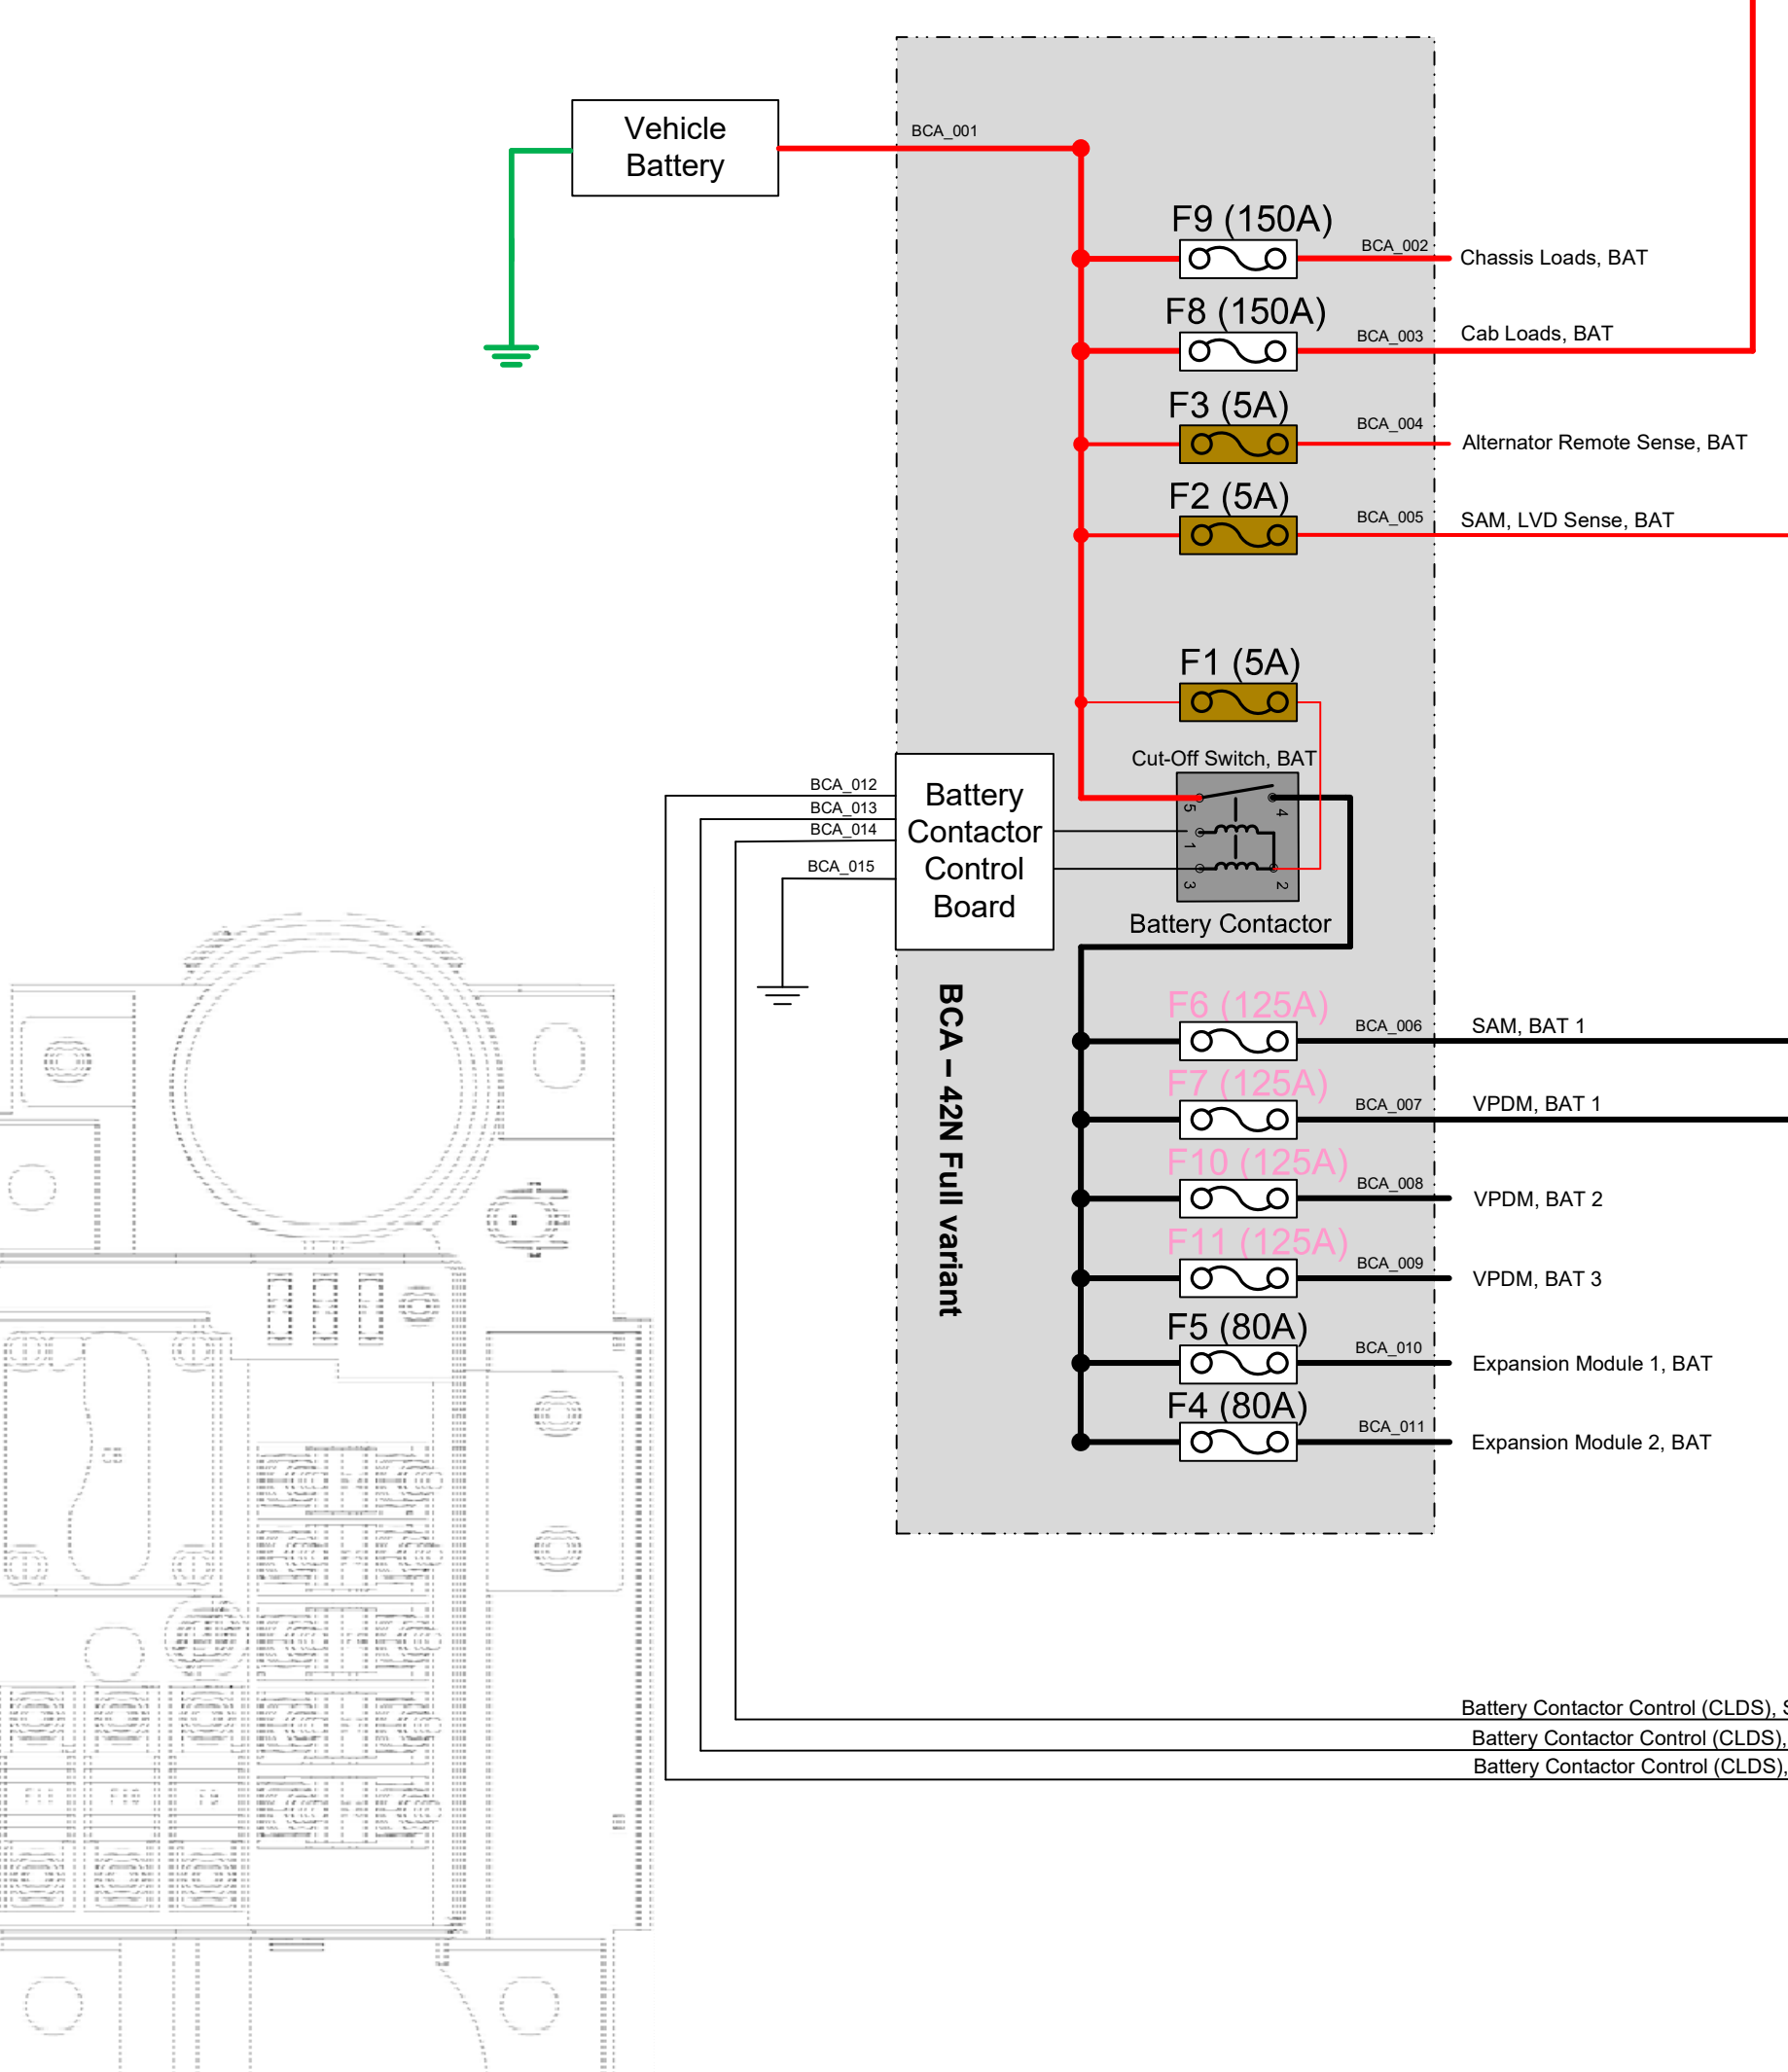 Vehicle
Battery
BCA_001
F9 (150A)
BCA_002
Chassis Loads, BAT
F8 (150A)
BCA_003
Cab Loads, BAT
F3 (5A)
BCA_004
Alternator Remote Sense, BAT
F2 (5A)
BCA_005
SAM, LVD Sense, BAT
F1 (5A)
Cut-Off Switch, BAT
5
4
1
3
2
Battery Contactor
BCA_012
BCA_013
BCA_014
BCA_015
Battery
Contactor
Control
Board
BCA – 42N Full variant
F6 (125A)
BCA_006
SAM, BAT 1
F7 (125A)
BCA_007
VPDM, BAT 1
F10 (125A)
BCA_008
VPDM, BAT 2
F11 (125A)
BCA_009
VPDM, BAT 3
F5 (80A)
BCA_010
Expansion Module 1, BAT
F4 (80A)
BCA_011
Expansion Module 2, BAT
Battery Contactor Control (CLDS),
Battery Contactor Control (CLDS),
Battery Contactor Control (CLDS),